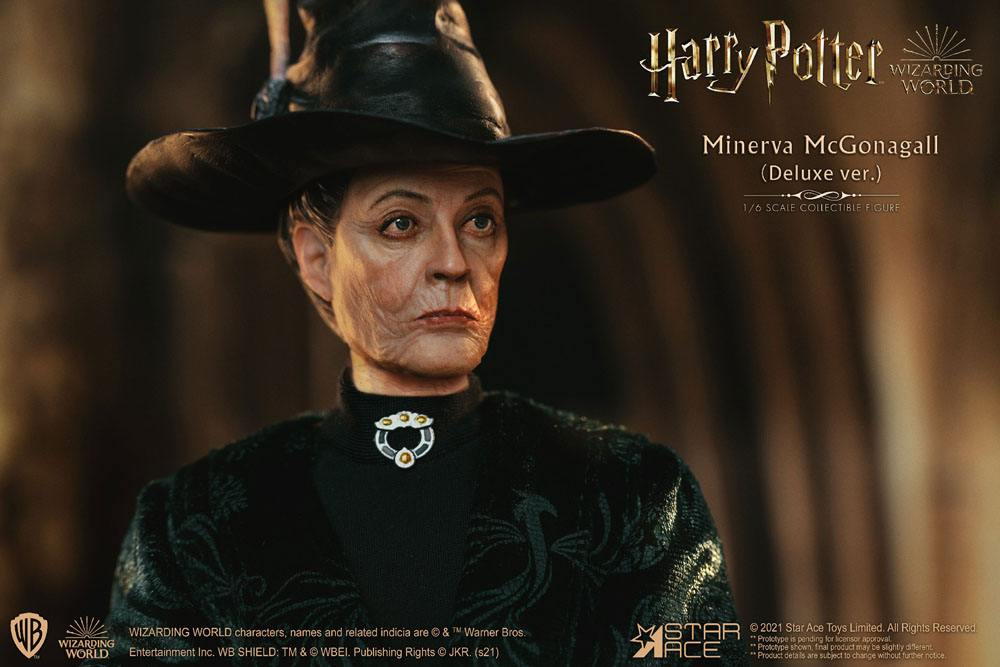 Harry Potter
WIZARDING
WORLD
Minerva McGonagall
(Deluxe ver.)
1/6 SCALE COLLECTIBLE FIGURE
WB
WIZARDING
WORLD
WIZARDING WORLD characters, names and related indicia are © & ™ Warner Bros.
Entertainment Inc. WB SHIELD: TM & © WBEI. Publishing Rights © JKR. (s21)
STAR
ACE
© 2021 Star Ace Toys Limited. All Rights Reserved.
** Prototype is pending for licensor approval.
** Prototype shown, final product may be slightly different.
** Product details are subject to change without further notice.